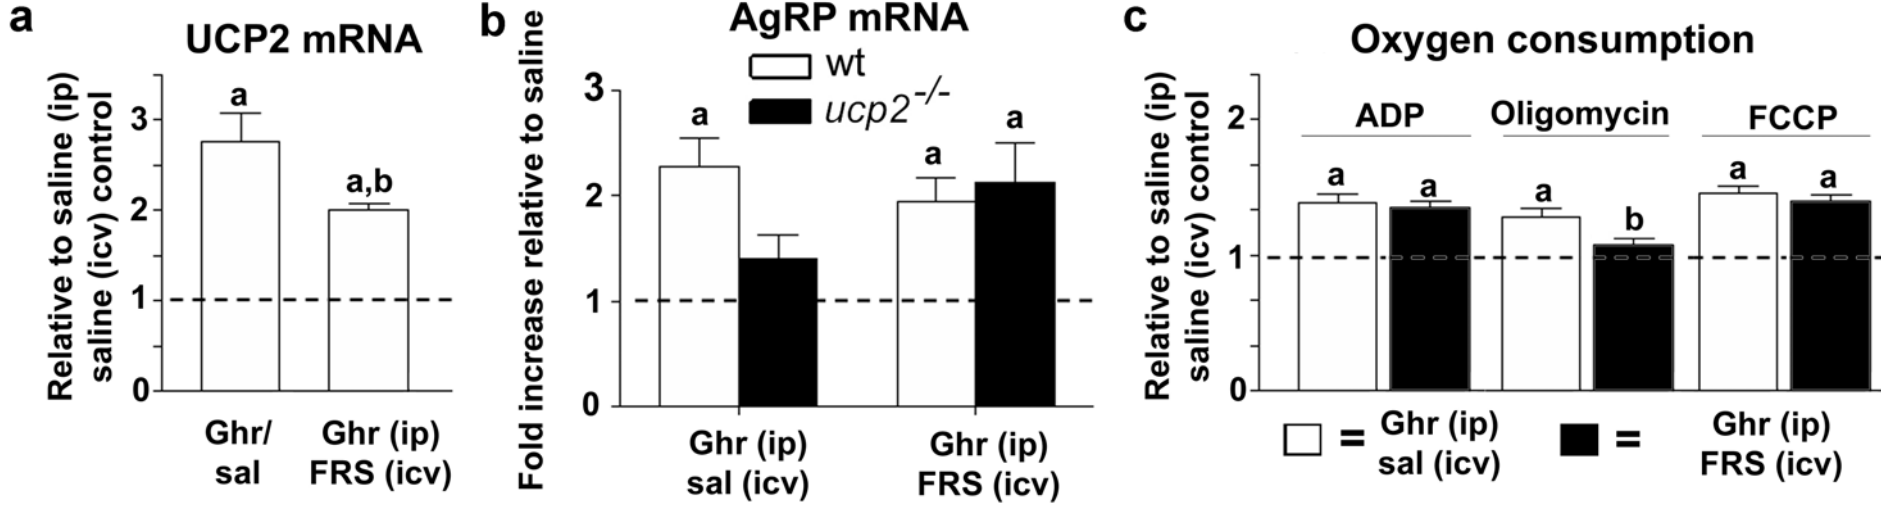 a
UCP2 mRNA
Relative to saline (ip)
saline (icv) control
3
2
1
0
a
a,b
Ghr/
sal
Ghr (ip)
FRS (icv)
b
AgRP mRNA
wt
ucp2-/-
Fold increase relative to saline
3
2
1
0
a
a
a
Ghr (ip)
sal (icv)
Ghr (ip)
FRS (icv)
c
Oxygen consumption
Relative to saline (ip)
saline (icv) control
2
1
0
ADP
Oligomycin
FCCP
a
a
a
b
a
a
= Ghr (ip)
sal (icv)
= Ghr (ip)
FRS (icv)